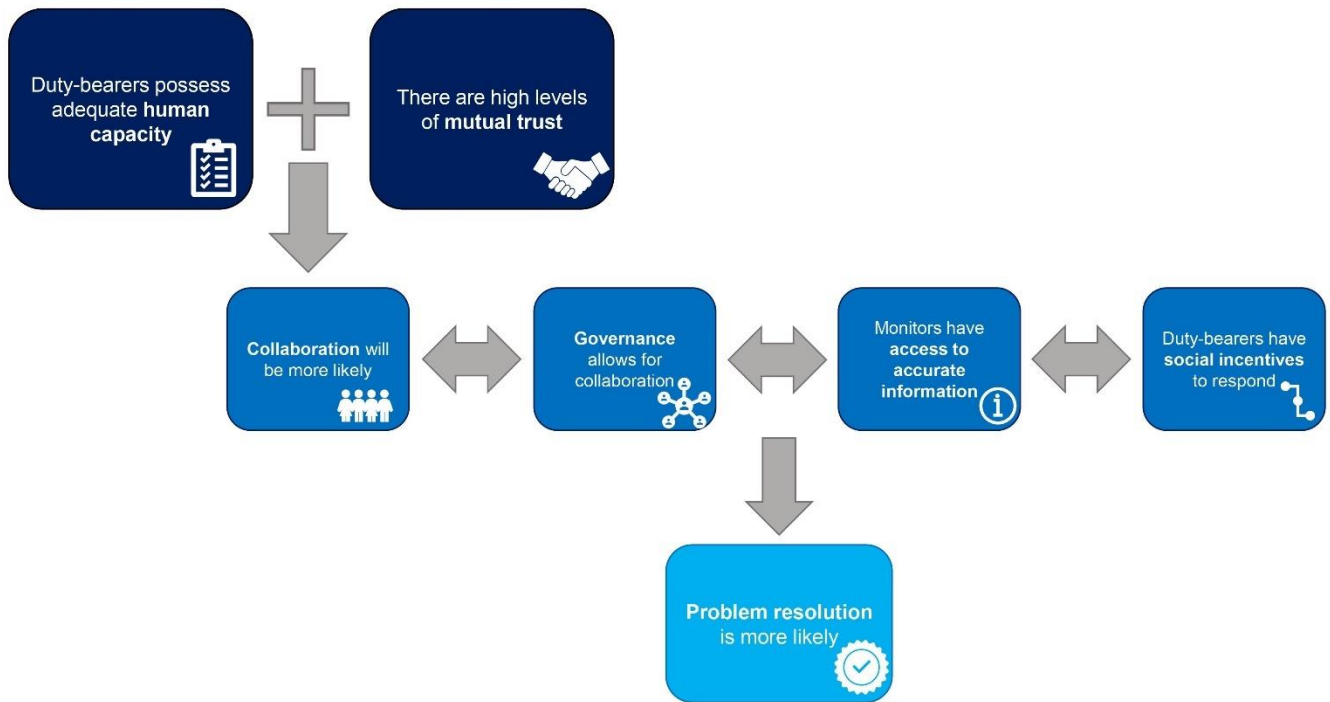 Duty-bearers possess
adequate human
capacity
There are high levels
of mutual trust
Collaboration will
be more likely
Governance
allows for
collaboration
Monitors have
access to
accurate
information
Duty-bearers have
social incentives
to respond
Problem resolution
is more likely